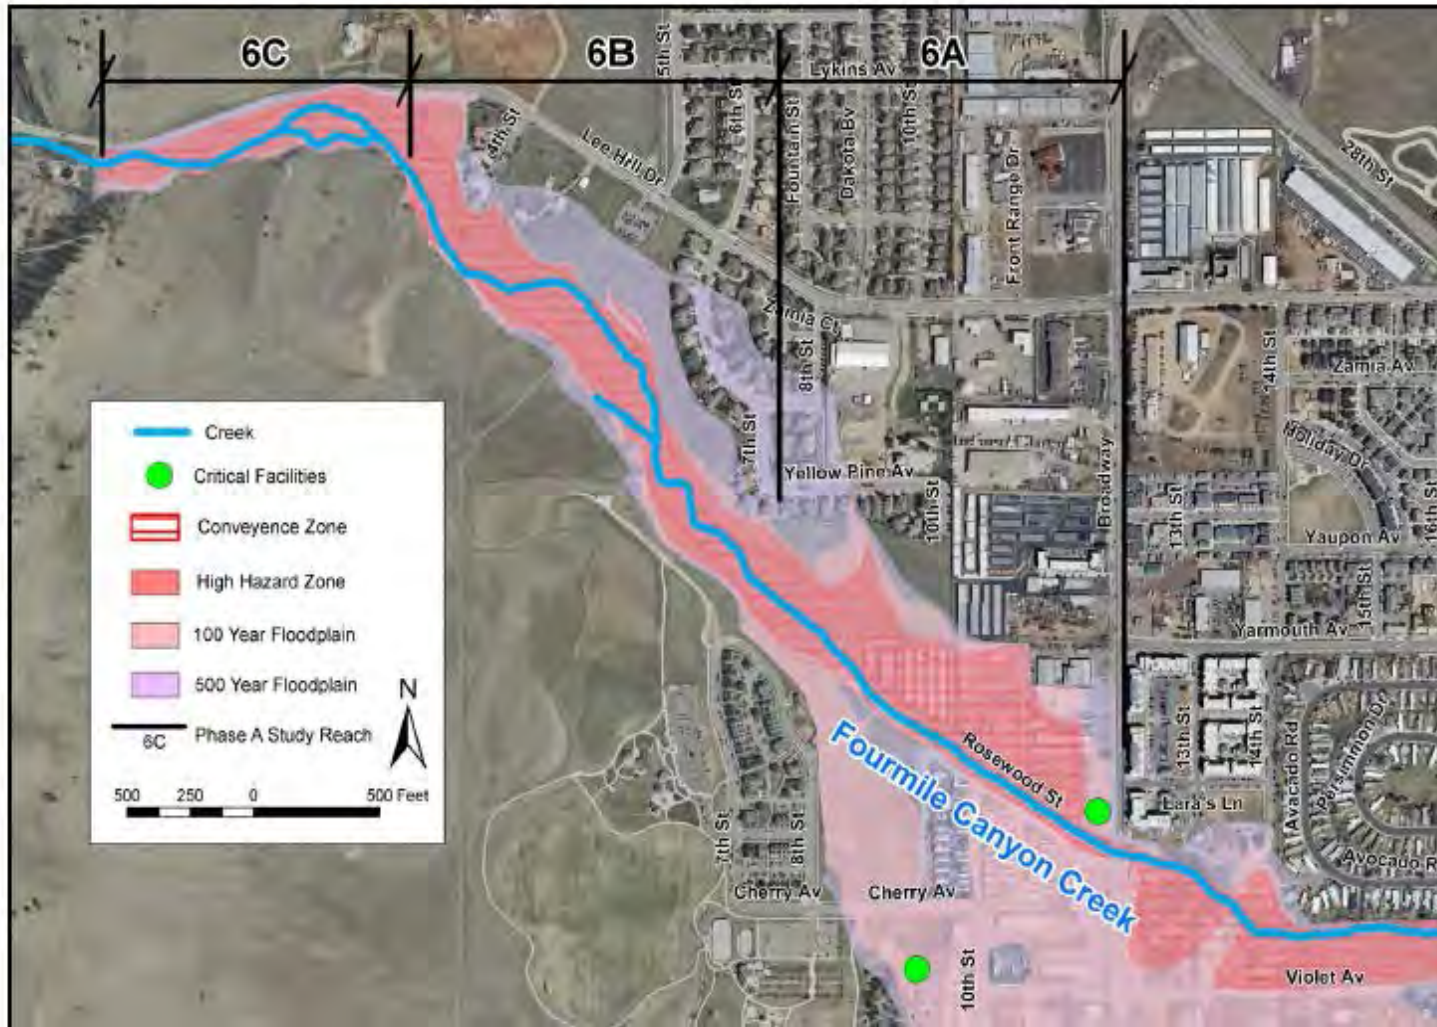 6C
6B
6A
5th St
Lykins Av
6th St
4th St
Lee Hill Dr
Fountain St
Dakota Bv
10th St
Front Range Dr
28th St
Zamia Ct
8th St
14th St
Zamia Av
Holiday Dr
7th St
Yellow Pine Av
10th St
Broadway
13th St
16th St
Yaupon Av
15th St
Yarmouth Av
Creek
Critical Facilities
Conveyence Zone
High Hazard Zone
100 Year Floodplain
500 Year Floodplain
N
6C
Phase A Study Reach
500 250 0 500 Feet
13th St
14th St
Avacado Rd
Persimmon Dr
Rosewood St
Fourmile Canyon Creek
Lara's Ln
7th St
8th St
Avocado R
Cherry Av
Cherry Av
10th St
Violet Av